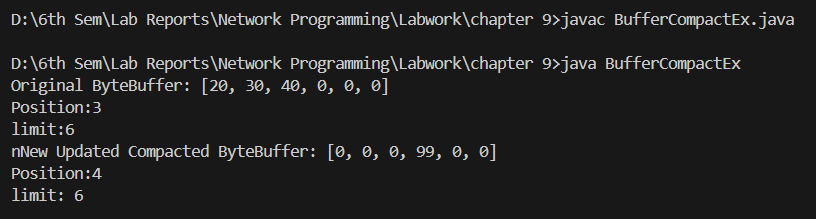 D:\6th Sem\Lab Reports\Network Programming\Labwork\chapter 9>javac BufferCompactEx.java
D:\6th Sem\Lab Reports\Network Programming\Labwork\chapter 9>java BufferCompactEx
Original ByteBuffer: [20, 30, 40, 0, 0, 0]
Position:3
limit:6
nNew Updated Compacted ByteBuffer: [0, 0, 0, 99, 0, 0]
Position:4
limit: 6